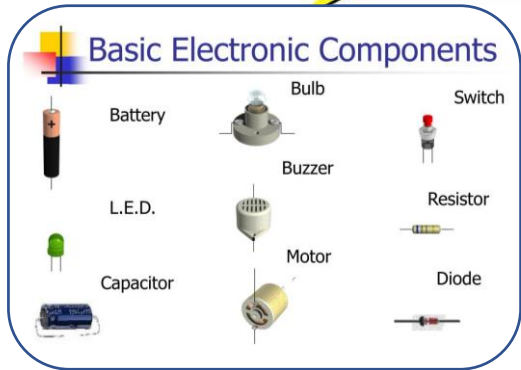 Basic Electronic Components
Battery
Bulb
Switch
L.E.D.
Buzzer
Resistor
Capacitor
Motor
Diode